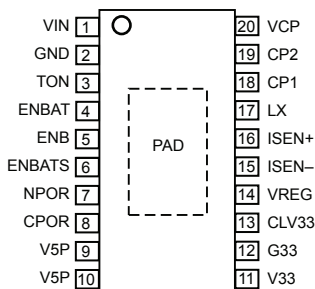 VIN 1 20 VCP
GND 2 19 CP2
TON 3 18 CP1
ENBAT 4 17 LX
ENB 5 16 ISEN+
ENBATS 6 PAD 15 ISEN–
NPOR 7 14 VREG
CPOR 8 13 CLV33
V5P 9 12 G33
V5P 10 11 V33